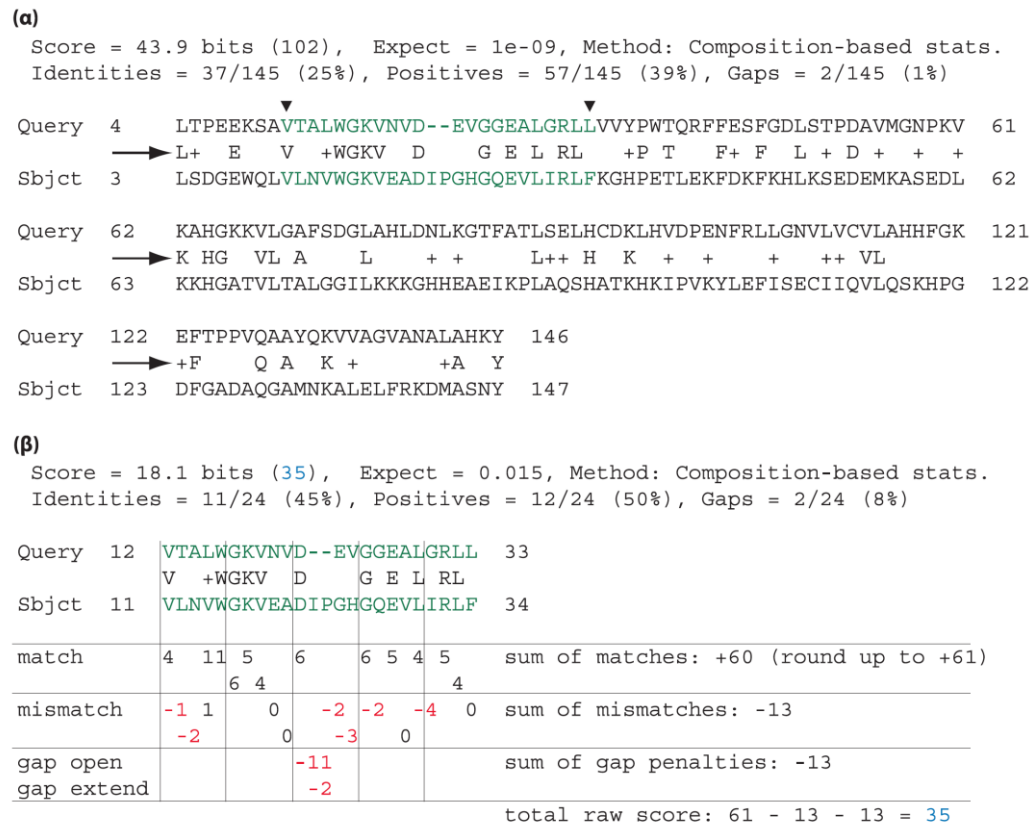 (α)
Score = 43.9 bits (102), Expect = 1e-09, Method: Composition-based stats.
Identities = 37/145 (25%), Positives = 57/145 (39%), Gaps = 2/145 (1%)
Query 4 LTPEEKSAVTALWGKVNVD--EVGGEALGRLLVVYPWTQRFFESFGDLSTPDAVMGNPKV 61
L+ E V +WGKV D G E L RL +P T F+ F L + D + + +
Sbjct 3 LSDGEWQLVLNVWGKVEADIPGHGQEVLIRLFKGHPETLEKFDKFKHLKSEDEMKASEDL 62
Query 62 KAHGKKVLGAFSDGLAHLDNLKGTFATLSELHCDKLHVDPENFRLLGNVLVCVLAHHFGK 121
K HG VL A L + + L++ H K + + + ++ VL
Sbjct 63 KKHGATVLTALGGILKKKGHHEAEIKPLAQSHATKHKIPVKYLEFISECIIQVLQSKHPG 122
Query 122 EFTPPVQAAYQKVVAGVANALAHKY 146
+F Q A K + +A Y
Sbjct 123 DFGADAQGAMNKALELFRKDMASNY 147
(β)
Score = 18.1 bits (35), Expect = 0.015, Method: Composition-based stats.
Identities = 11/24 (45%), Positives = 12/24 (50%), Gaps = 2/24 (8%)
Query 12 VTALWGKVNVD--EVGGEALGRLL 33
V +WGKV D G E L RL
Sbjct 11 VLNVWGKVEADIPGHGQEVLIRLF 34
match 4 11 5 6 6 5 4 5 sum of matches: +60 (round up to +61)
6 4 4
mismatch -1 1 0 -2 -2 -4 0 sum of mismatches: -13
-2 0 -3 0
gap open -11 sum of gap penalties: -13
gap extend -2
total raw score: 61 - 13 - 13 = 35